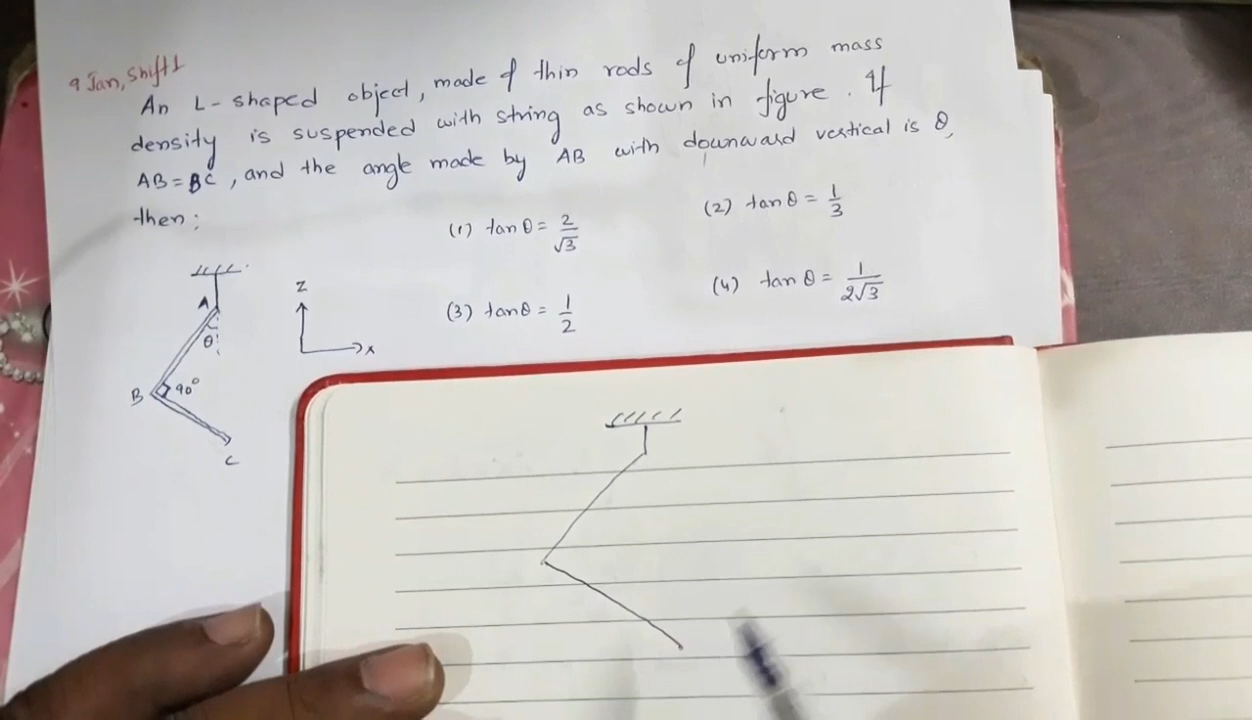 9 Jan, Shift 1
An L-shaped object, made of thin rods of uniform mass
density is suspended with string as shown in figure. If
AB = BC, and the angle made by AB with downward vertical is θ,
then:
(1) tan θ = 2/√3
(2) tan θ = 1/3
(3) tan θ = 1/2
(4) tan θ = 1/2√3
A
θ
B
90°
C
Z
X